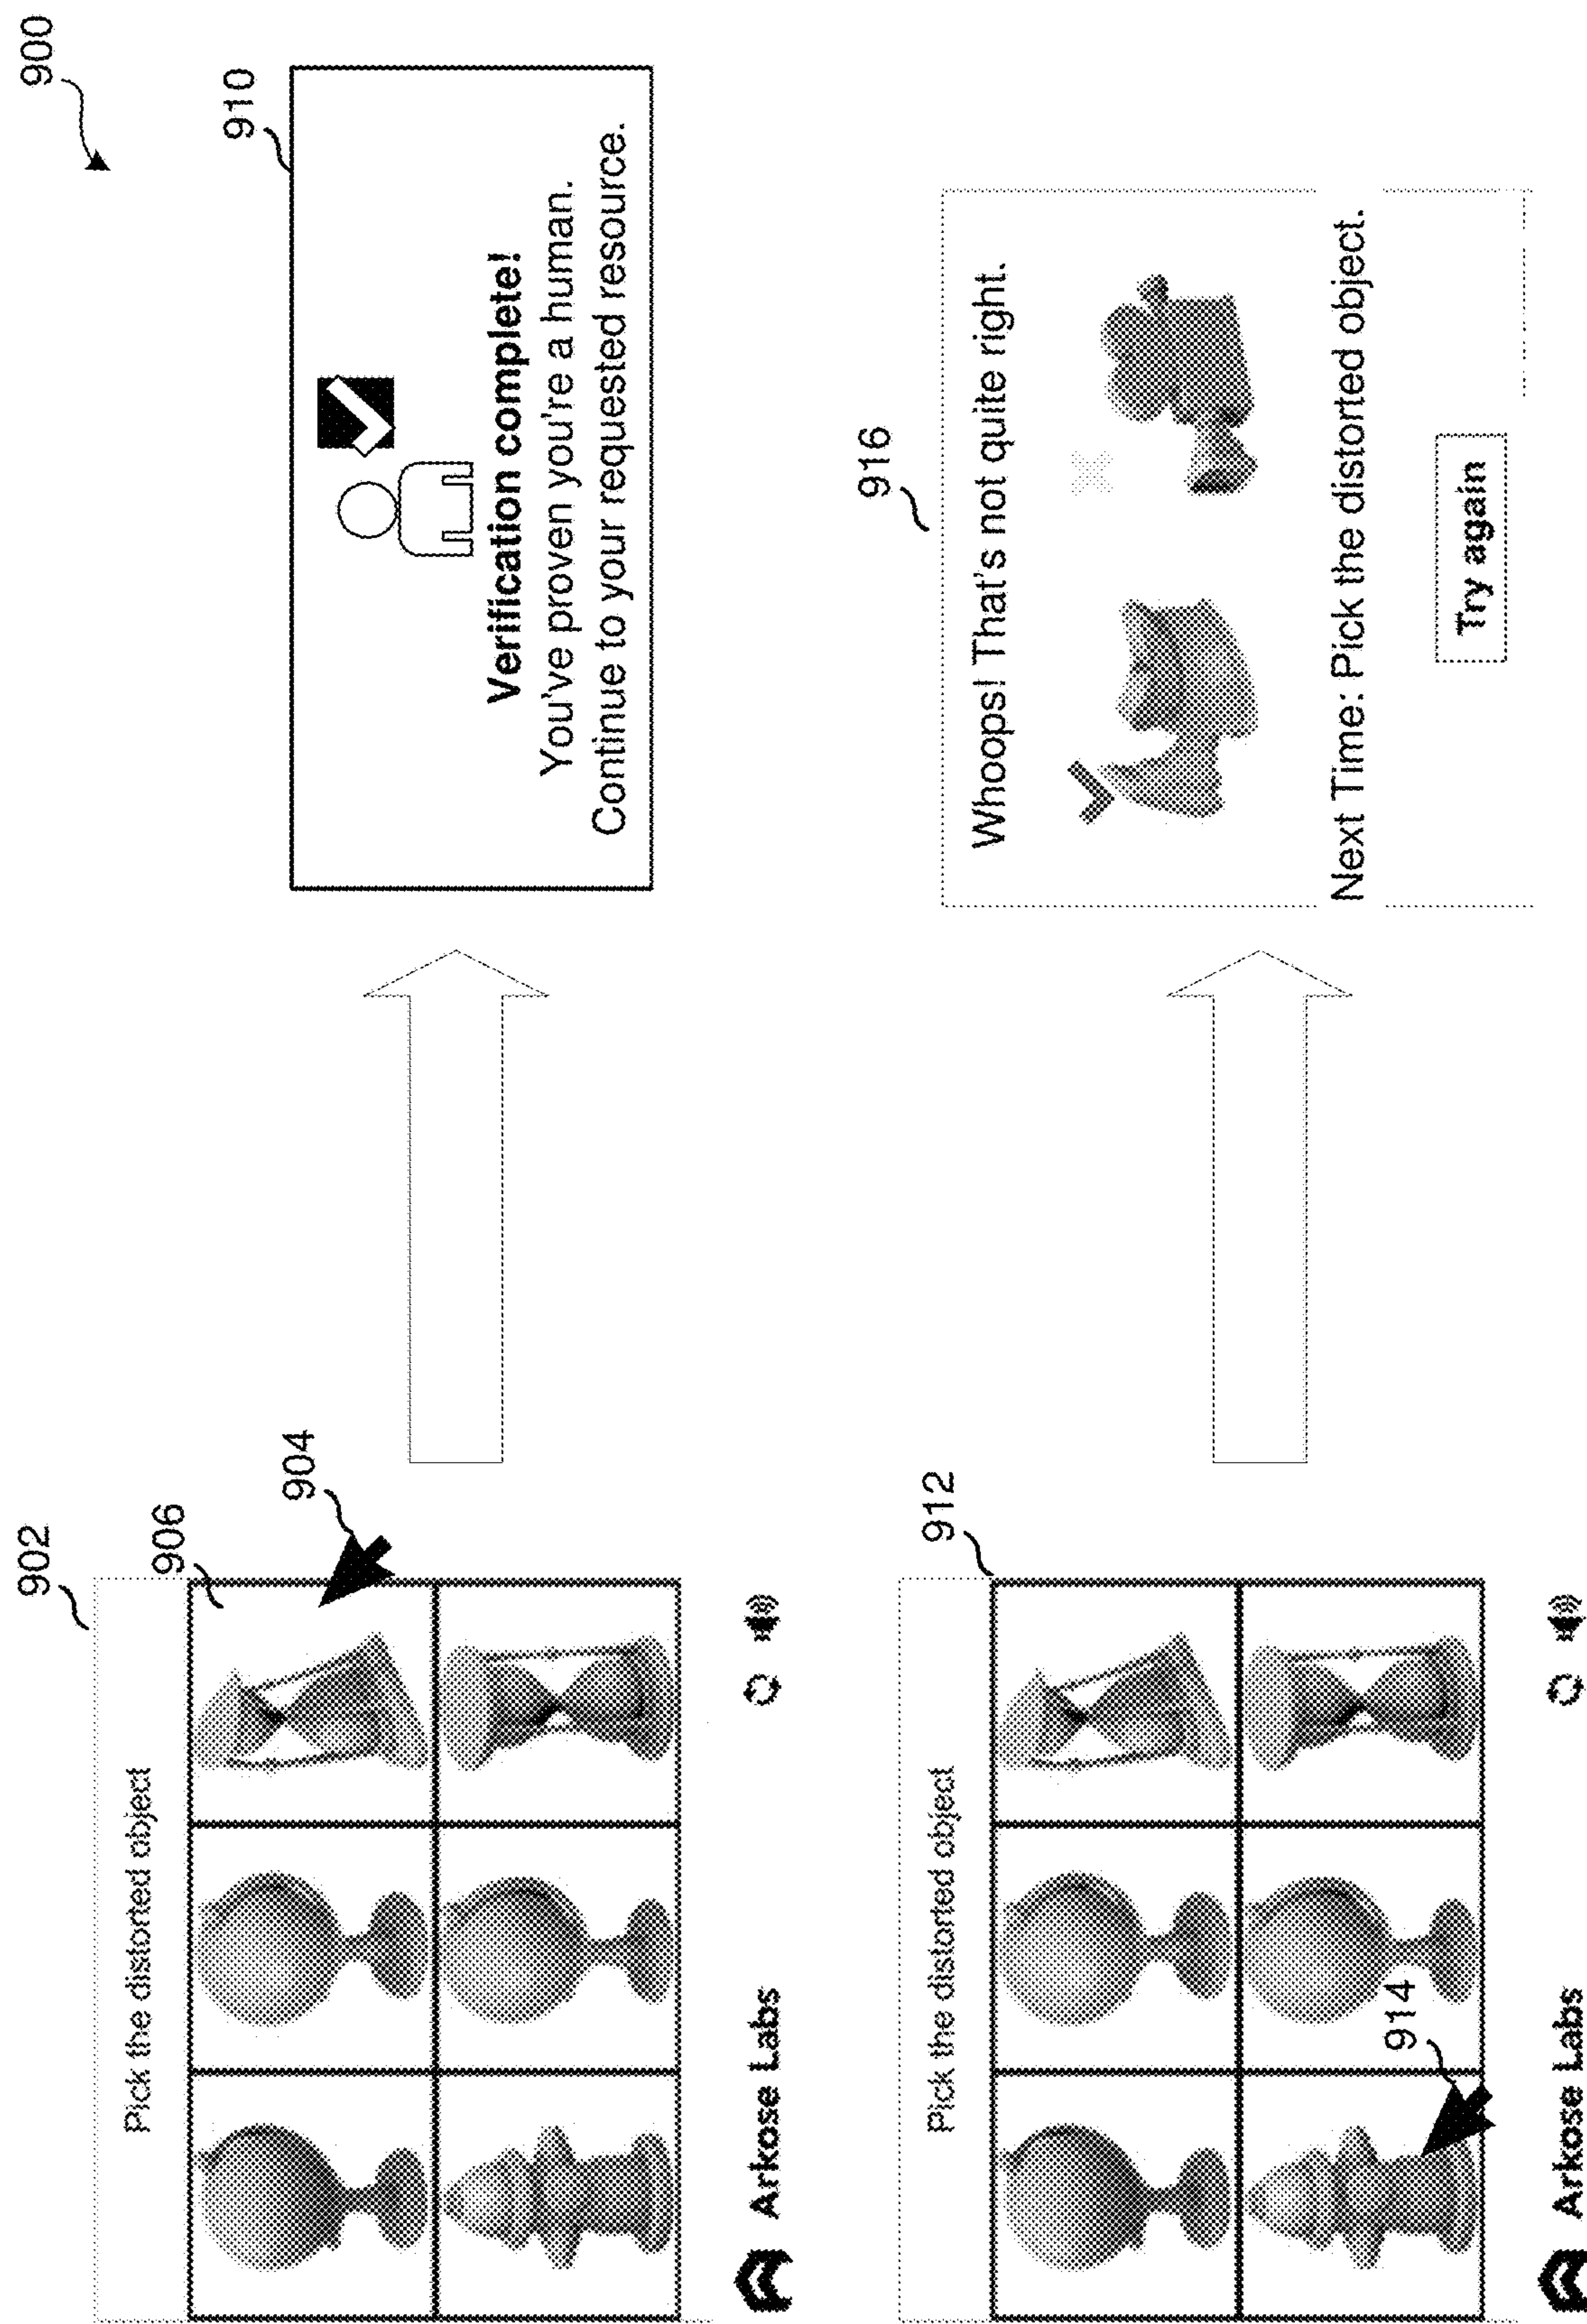 900
902
906
904
Pick the distorted object
Arkose Labs
910
Verification complete!
You've proven you're a human.
Continue to your requested resource.
912
Pick the distorted object
914
Arkose Labs
916
Whoops! That's not quite right.
Next Time: Pick the distorted object.
Try again